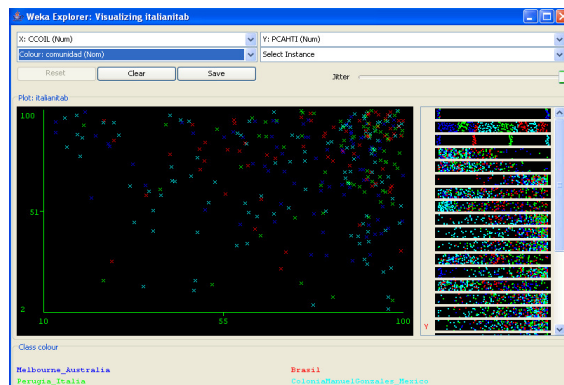 Weka Explorer: Visualizing italianitab
X: CCOIL (Num) Y: PCAHTI (Num)
Colour: comunidad (Nom) Select Instance
Reset Clear Save Jitter
Plot: italianitab
100
51
2
10 55 100
Y
Class colour
Melbourne_Australia Brasil
Perugia_Italia ColoniaManuelGonzales_Mexico